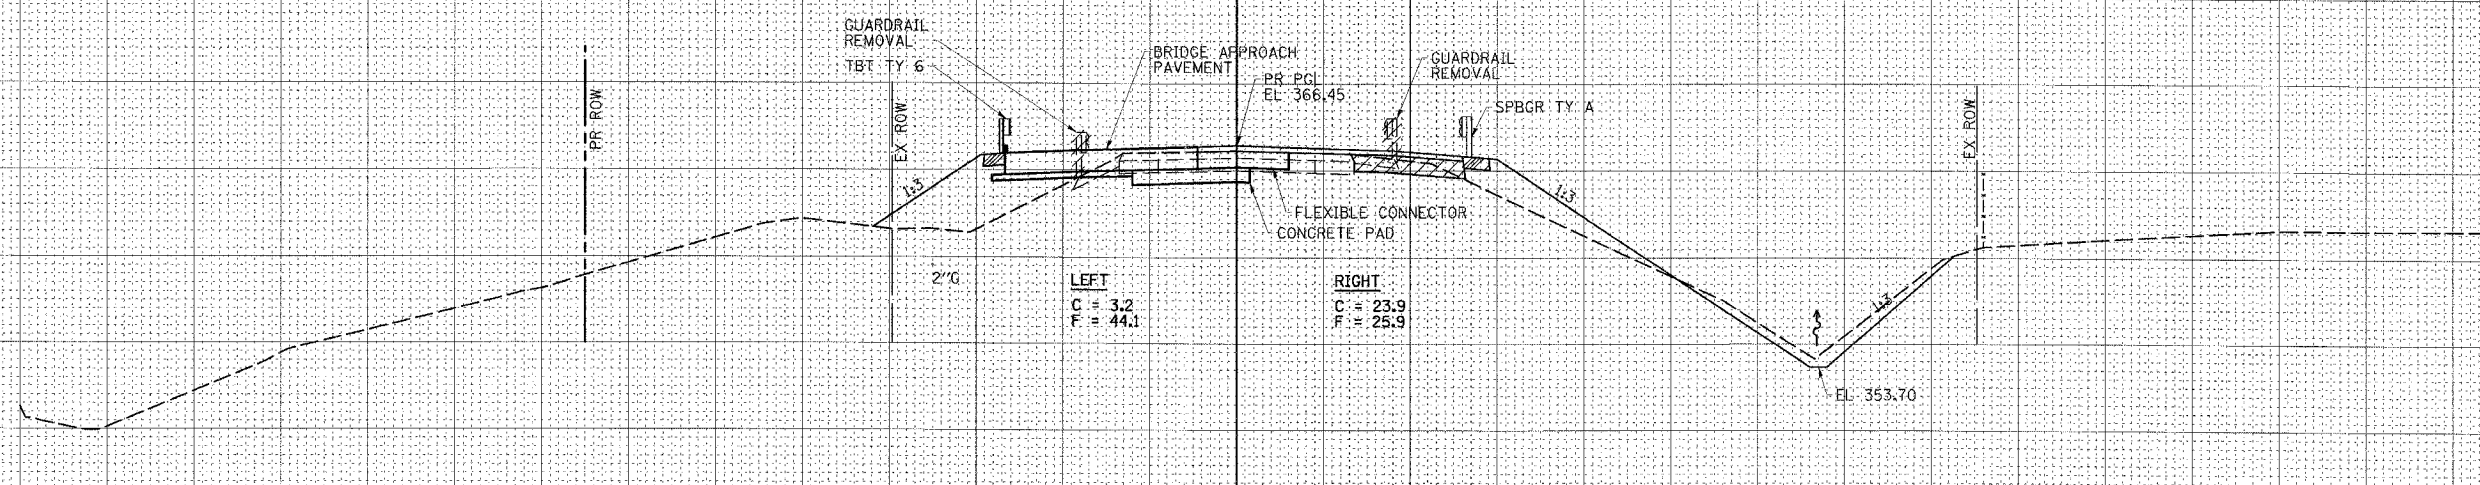 GUARDRAIL
REMOVAL
TBT TY 6
BRIDGE APPROACH
PAVEMENT
PR PGL
EL 366.45
GUARDRAIL
REMOVAL
SPBGR TY A
PR ROW
EX ROW
EX ROW
1:3
1:3
FLEXIBLE CONNECTOR
CONCRETE PAD
2"G
LEFT
C = 3.2
F = 44.1
RIGHT
C = 23.9
F = 25.9
1:3
EL 353.70